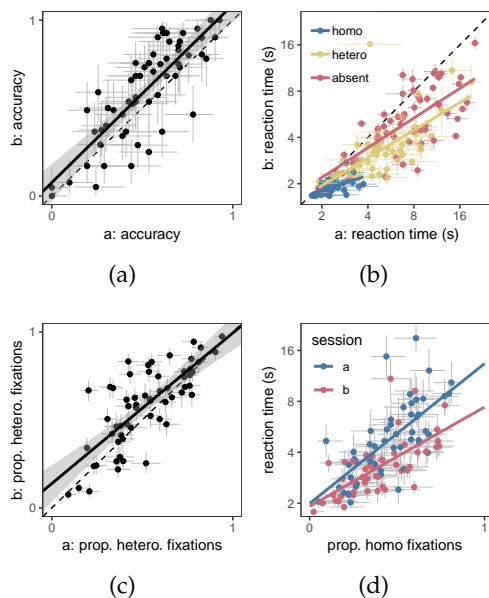 1
b: accuracy
0
0
1
a: accuracy
(a)
homo
hetero
absent
16
8
4
2
b: reaction time (s)
2
4
8
16
a: reaction time (s)
(b)
1
b: prop. hetero. fixations
0
0
1
a: prop. hetero. fixations
(c)
session
a
b
16
8
4
2
reaction time (s)
0
1
prop. homo fixations
(d)